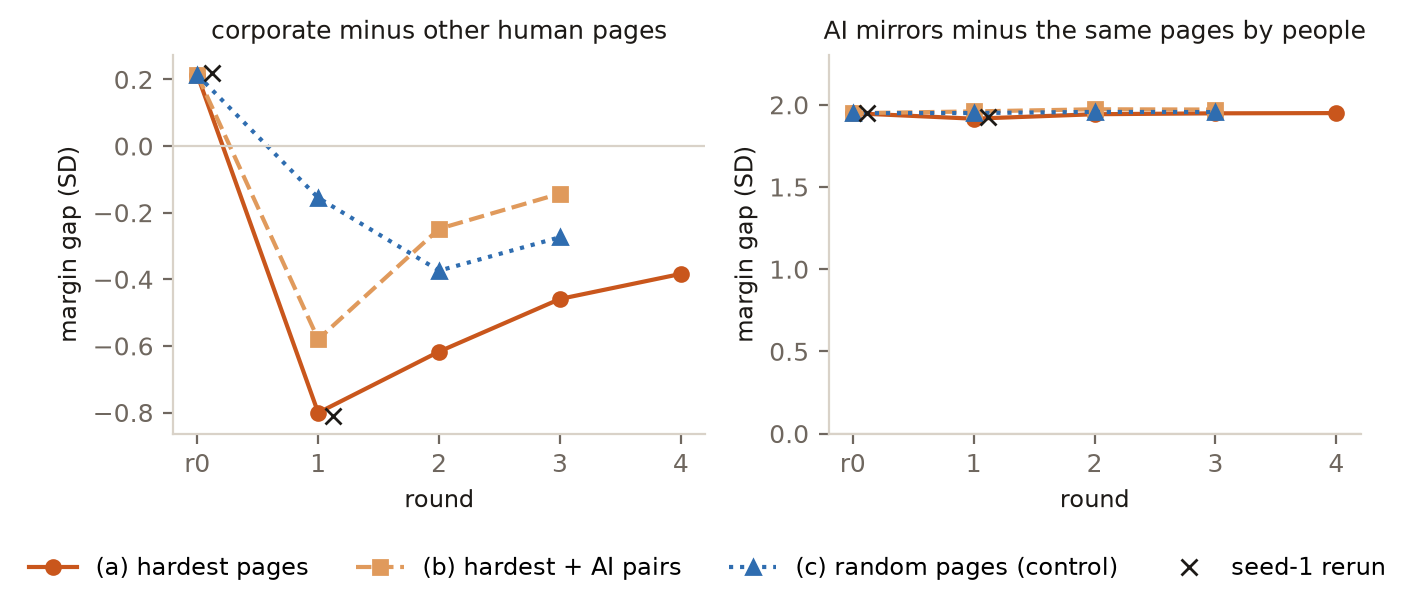 corporate minus other human pages
AI mirrors minus the same pages by people
margin gap (SD)
0.2
0.0
−0.2
−0.4
−0.6
−0.8
r0 1 2 3 4
round
margin gap (SD)
2.0
1.5
1.0
0.5
0.0
r0 1 2 3 4
round
(a) hardest pages
(b) hardest + AI pairs
(c) random pages (control)
seed-1 rerun